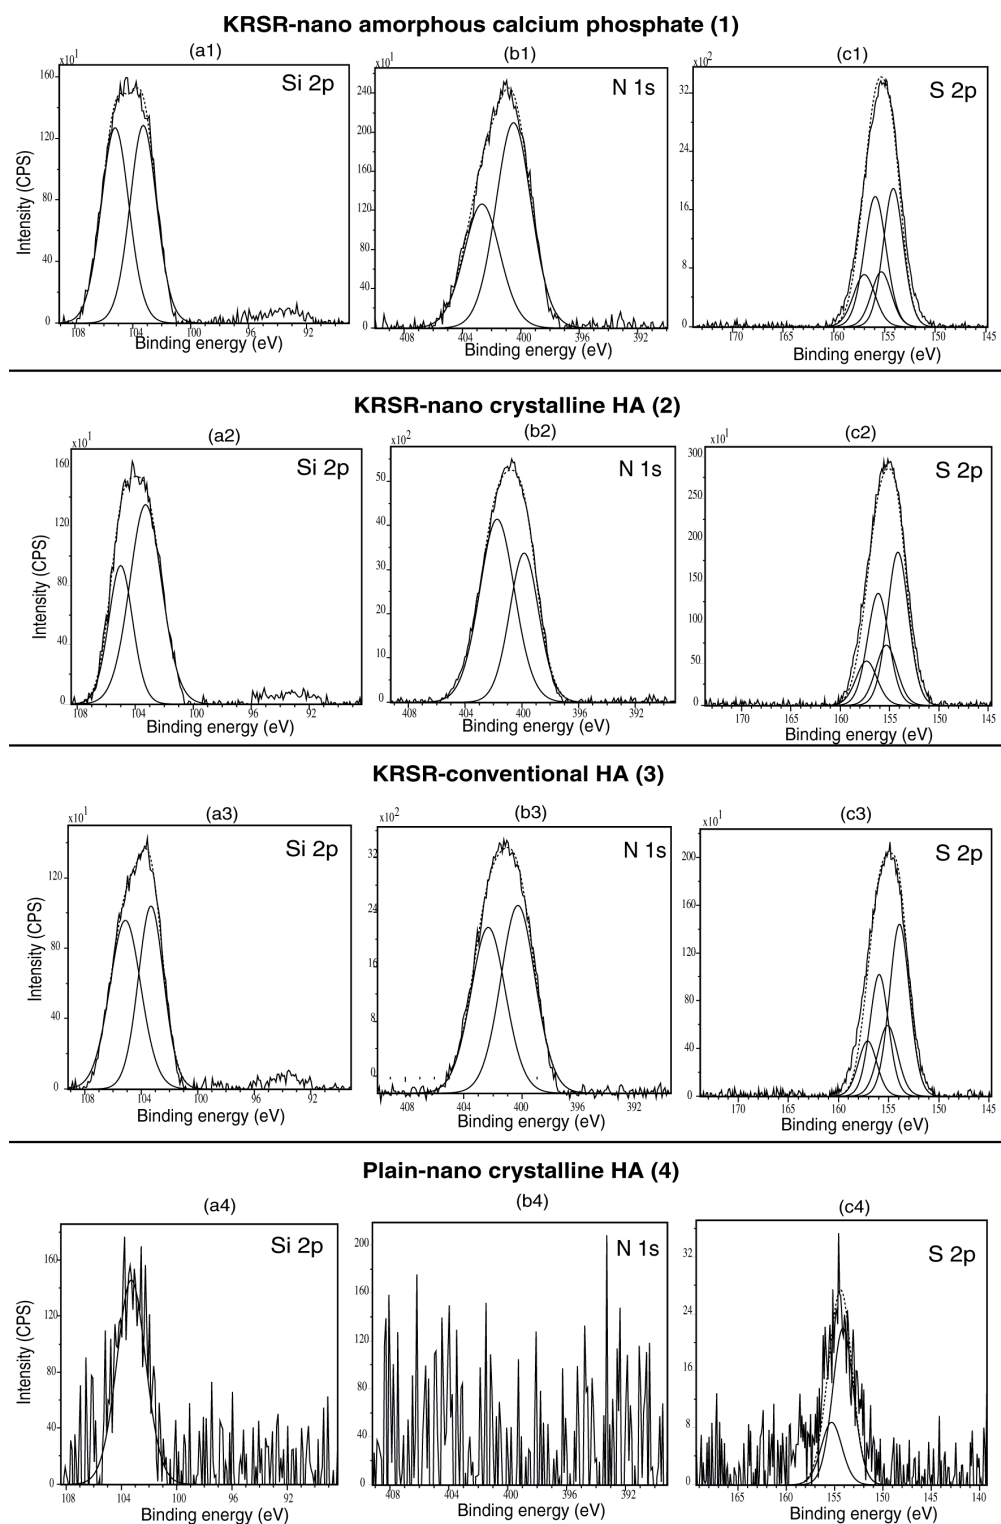 KRSR-nano amorphous calcium phosphate (1)
(a1) (b1) (c1)
x10¹ x10¹ x10²
Si 2p N 1s S 2p
Intensity (CPS)
160 120 80 40 0
240 200 160 120 80 40 0
32 16 8 0
108 104 100 96 92
408 404 400 396 392
170 165 160 155 150 145
Binding energy (eV) Binding energy (eV) Binding energy (eV)
KRSR-nano crystalline HA (2)
(a2) (b2) (c2)
x10¹ x10² x10¹
Si 2p N 1s S 2p
Intensity (CPS)
160 120 80 40 0
50 40 30 20 10 0
300 200 150 100 50 0
108 104 100 96 92
408 404 400 396 392
170 165 160 155 150 145
Binding energy (eV) Binding energy (eV) Binding energy (eV)
KRSR-conventional HA (3)
(a3) (b3) (c3)
x10¹ x10² x10¹
Si 2p N 1s S 2p
Intensity (CPS)
120 80 40 0
32 24 16 8 0
200 160 120 80 40 0
108 104 100 96 92
408 404 400 396 392
170 165 160 155 150 145
Binding energy (eV) Binding energy (eV) Binding energy (eV)
Plain-nano crystalline HA (4)
(a4) (b4) (c4)
Si 2p N 1s S 2p
Intensity (CPS)
160 120 80 40 0
200 160 120 80 40 0
32 24 16 8 0
108 104 100 96 92
408 404 400 396 392
165 160 155 150 145 140
Binding energy (eV) Binding energy (eV) Binding energy (eV)